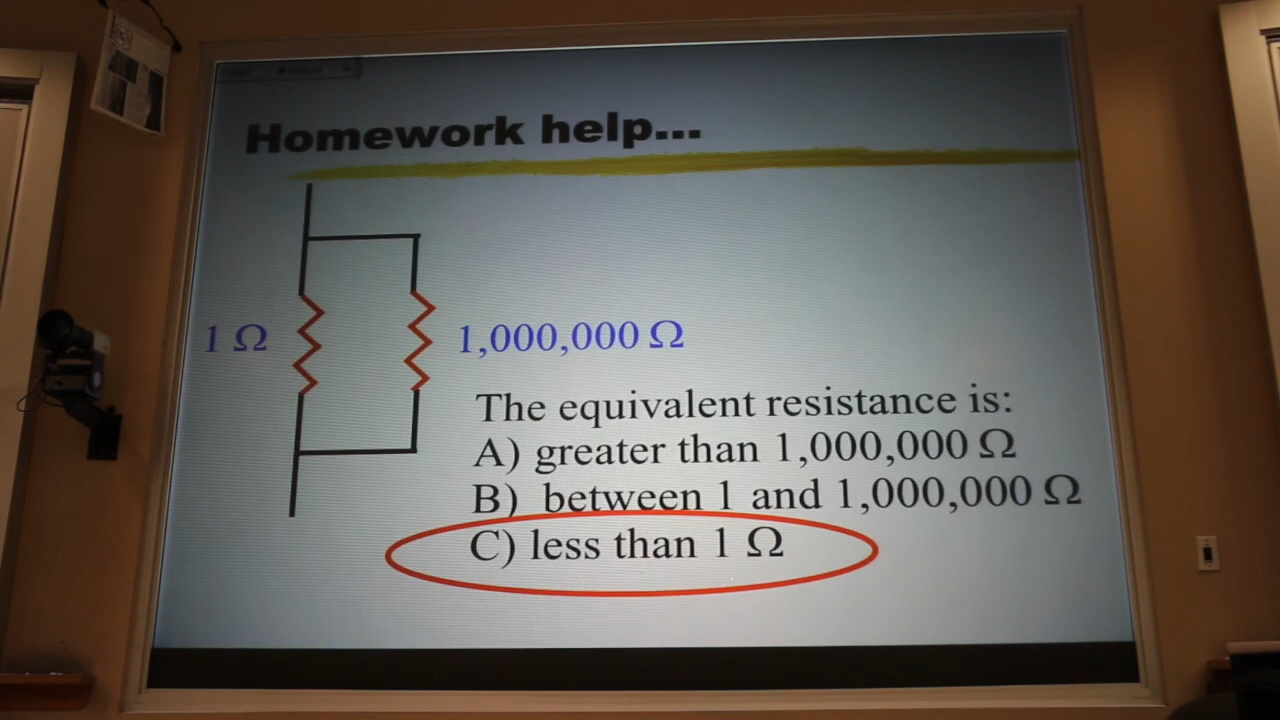 Homework help...
1 Ω
1,000,000 Ω
The equivalent resistance is:
A) greater than 1,000,000 Ω
B) between 1 and 1,000,000 Ω
C) less than 1 Ω